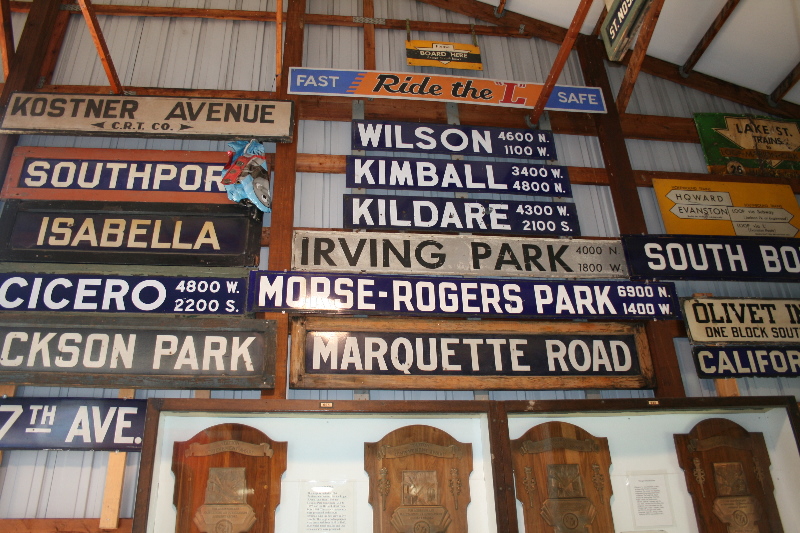 BOARD HERE
FAST Ride the "L" SAFE
KOSTNER AVENUE
C.R.T. CO.
WILSON 4600 N.
1100 W.
LAKE ST.
TRAINS
KIMBALL 3400 W.
4800 N.
SOUTHPOR
KILDARE 4300 W.
2100 S.
HOWARD
EVANSTON
ISABELLA
IRVING PARK 4000 N
1800 W.
SOUTH BO
CICERO 4800 W.
2200 S.
MORSE-ROGERS PARK 6900 N.
1400 W.
OLIVET IN
ONE BLOCK SOUT
CKSON PARK
MARQUETTE ROAD
CALIFOR
7TH AVE.